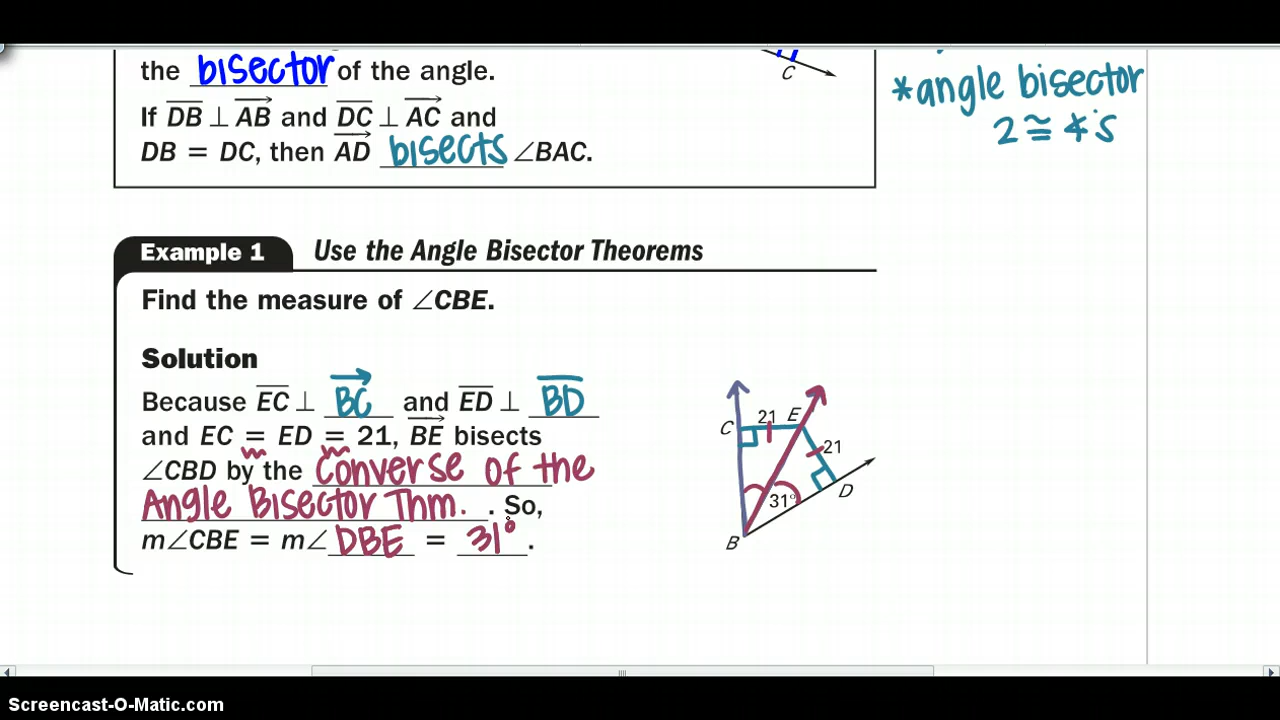 the bisector of the angle.
If DB ⊥ AB and DC ⊥ AC and
DB = DC, then AD bisects ∠BAC.
C
*angle bisector
2 ≅ ∡'s
Example 1 Use the Angle Bisector Theorems
Find the measure of ∠CBE.
Solution
Because EC ⊥ BC and ED ⊥ BD
and EC = ED = 21, BE bisects
∠CBD by the Converse of the
Angle Bisector Thm. . So,
m∠CBE = m∠ DBE = 31° .
C 21 E
21
31°
D
B
Screencast-O-Matic.com